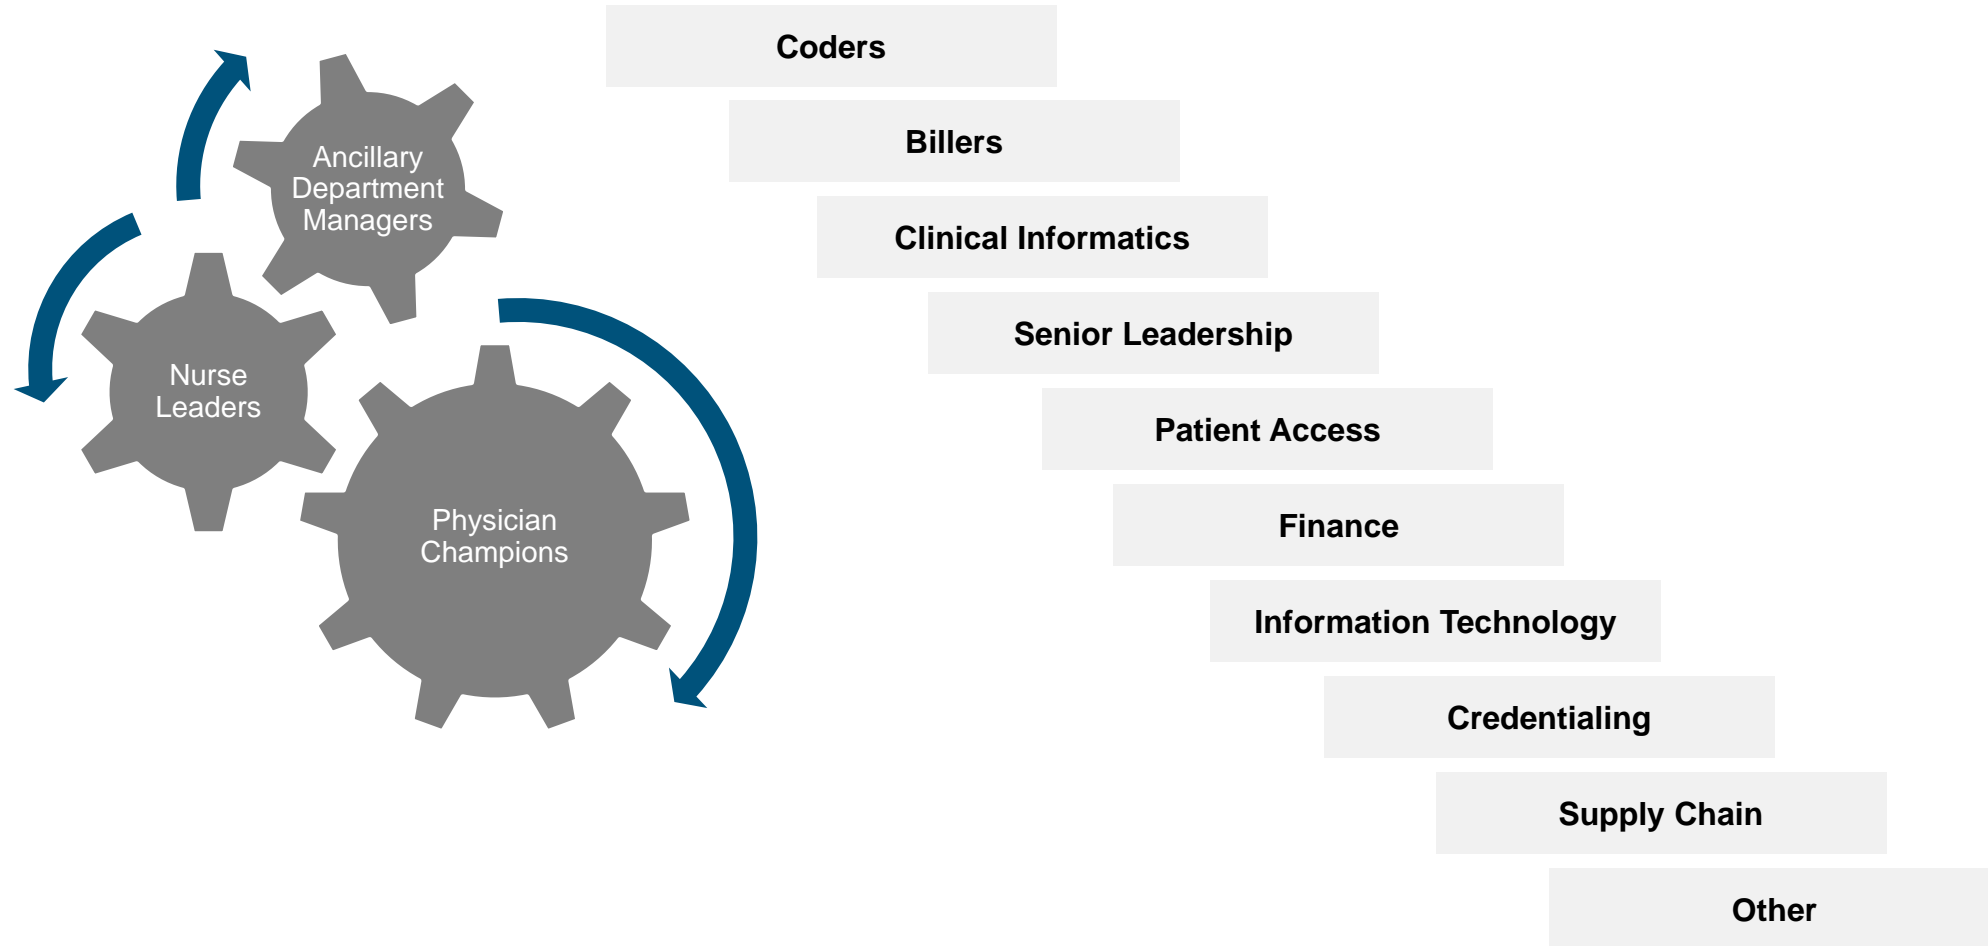 Ancillary
Department
Managers
Nurse
Leaders
Physician
Champions
Coders
Billers
Clinical Informatics
Senior Leadership
Patient Access
Finance
Information Technology
Credentialing
Supply Chain
Other